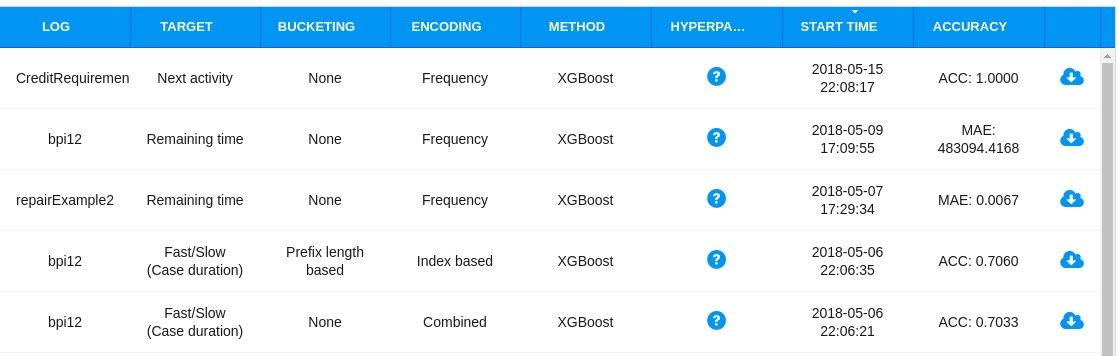 LOG TARGET BUCKETING ENCODING METHOD HYPERPA... START TIME ACCURACY
CreditRequiremen Next activity None Frequency XGBoost ? 2018-05-15 22:08:17 ACC: 1.0000
bpi12 Remaining time None Frequency XGBoost ? 2018-05-09 17:09:55 MAE: 483094.4168
repairExample2 Remaining time None Frequency XGBoost ? 2018-05-07 17:29:34 MAE: 0.0067
bpi12 Fast/Slow (Case duration) Prefix length based Index based XGBoost ? 2018-05-06 22:06:35 ACC: 0.7060
bpi12 Fast/Slow (Case duration) None Combined XGBoost ? 2018-05-06 22:06:21 ACC: 0.7033